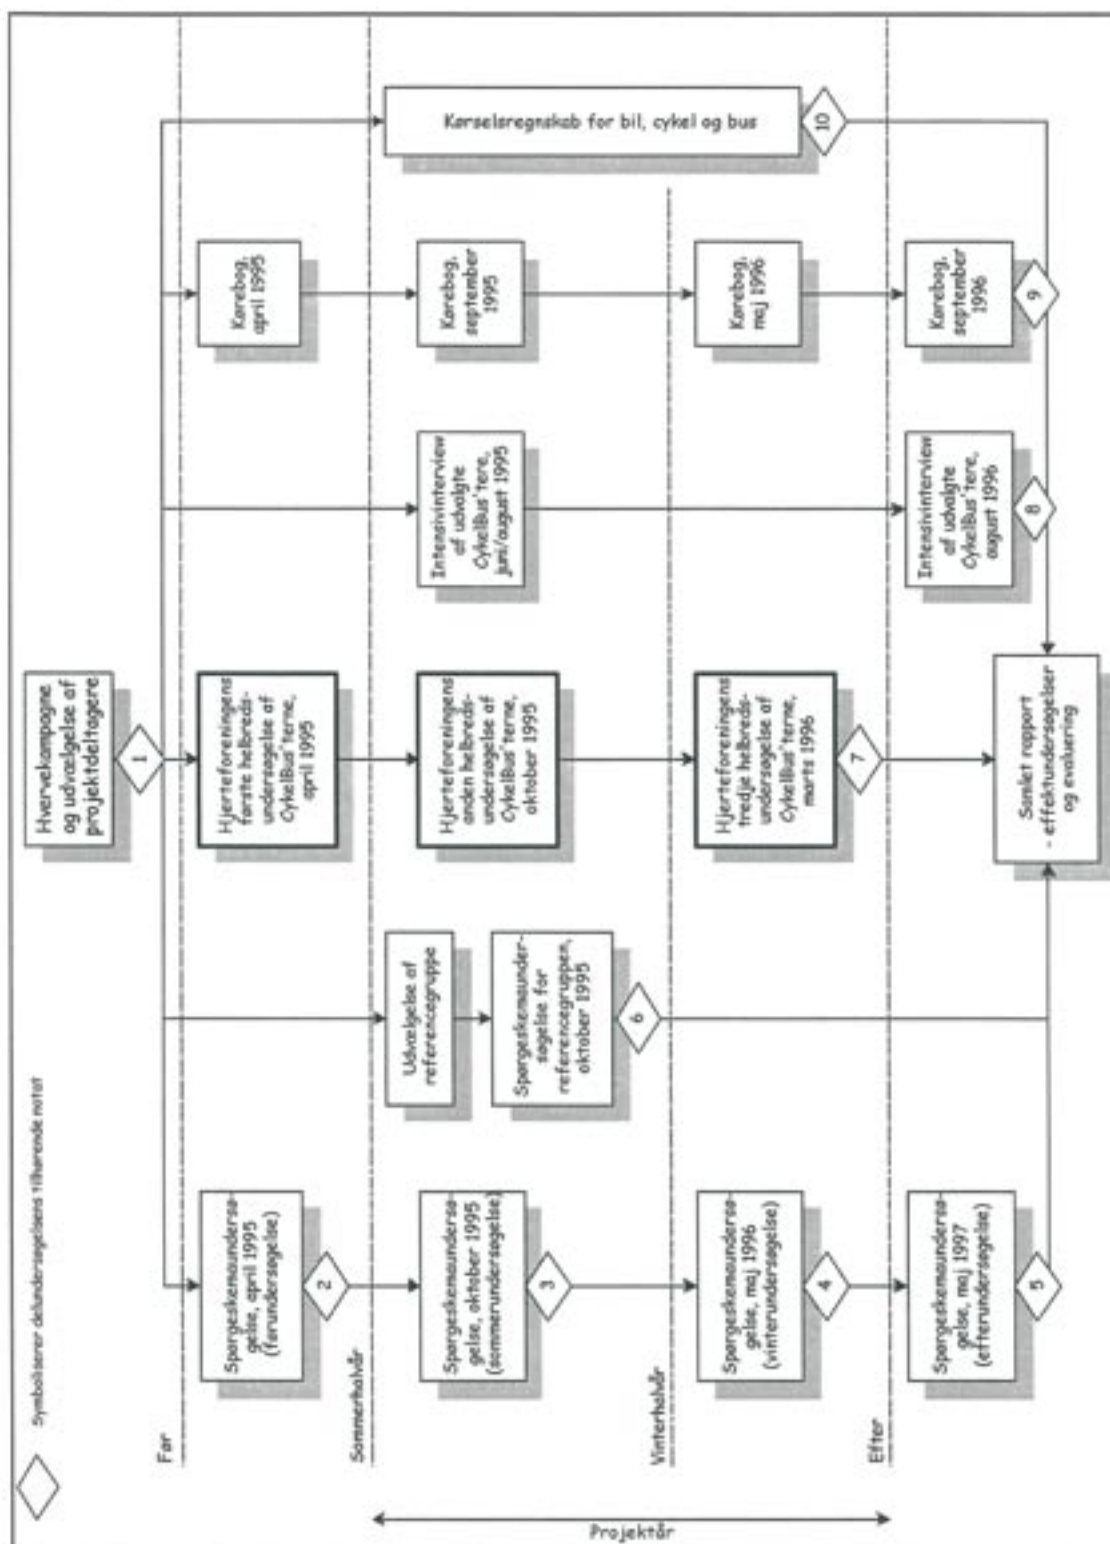 Symboliserer delundersøgelsens tilhørende notat
Hvervekampagne
og udvælgelse af
projektdeltagere
1
Før
Spørgeskemaundersø-
gelse, april 1995
(førundersøgelse)
2
Hjerteforeningens
første helbreds-
undersøgelse af
CykelBus'terne,
april 1995
Kørebog,
april 1995
Sommerhalvår
Spørgeskemaundersø-
gelse, oktober 1995
(sommerundersøgelse)
3
Udvælgelse af
referencegruppe
Spørgeskemaunder-
søgelse for
referencegruppen,
oktober 1995
6
Hjerteforeningens
anden helbreds-
undersøgelse af
CykelBus'terne,
oktober 1995
Intensivinterview
af udvalgte
CykelBus'tere,
juni/august 1995
Kørebog,
september
1995
Kørselsregnskab for bil, cykel og bus
10
Vinterhalvår
Spørgeskemaundersø-
gelse, maj 1996
(vinterundersøgelse)
4
Hjerteforeningens
tredje helbreds-
undersøgelse af
CykelBus'terne,
marts 1996
7
Kørebog,
maj 1996
Efter
Spørgeskemaundersø-
gelse, maj 1997
(efterundersøgelse)
5
Intensivinterview
af udvalgte
CykelBus'tere,
august 1996
8
Kørebog,
september
1996
9
Samlet rapport
- effektundersøgelser
og evaluering
Projektår